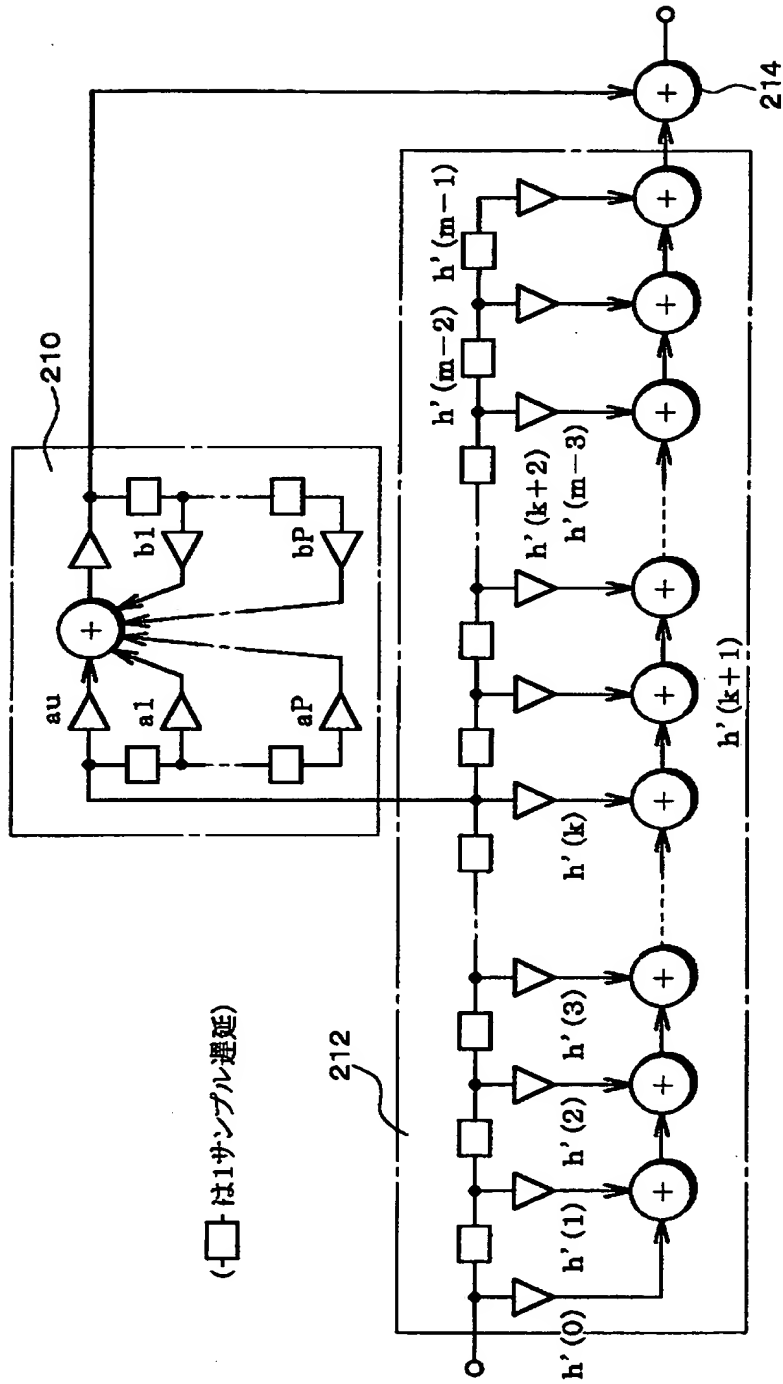 210
au
a1
aP
b1
bP
(-□-は1サンプル遅延)
212
h'(0)
h'(1)
h'(2)
h'(3)
h'(k)
h'(k+1)
h'(k+2)
h'(m-3)
h'(m-2)
h'(m-1)
214